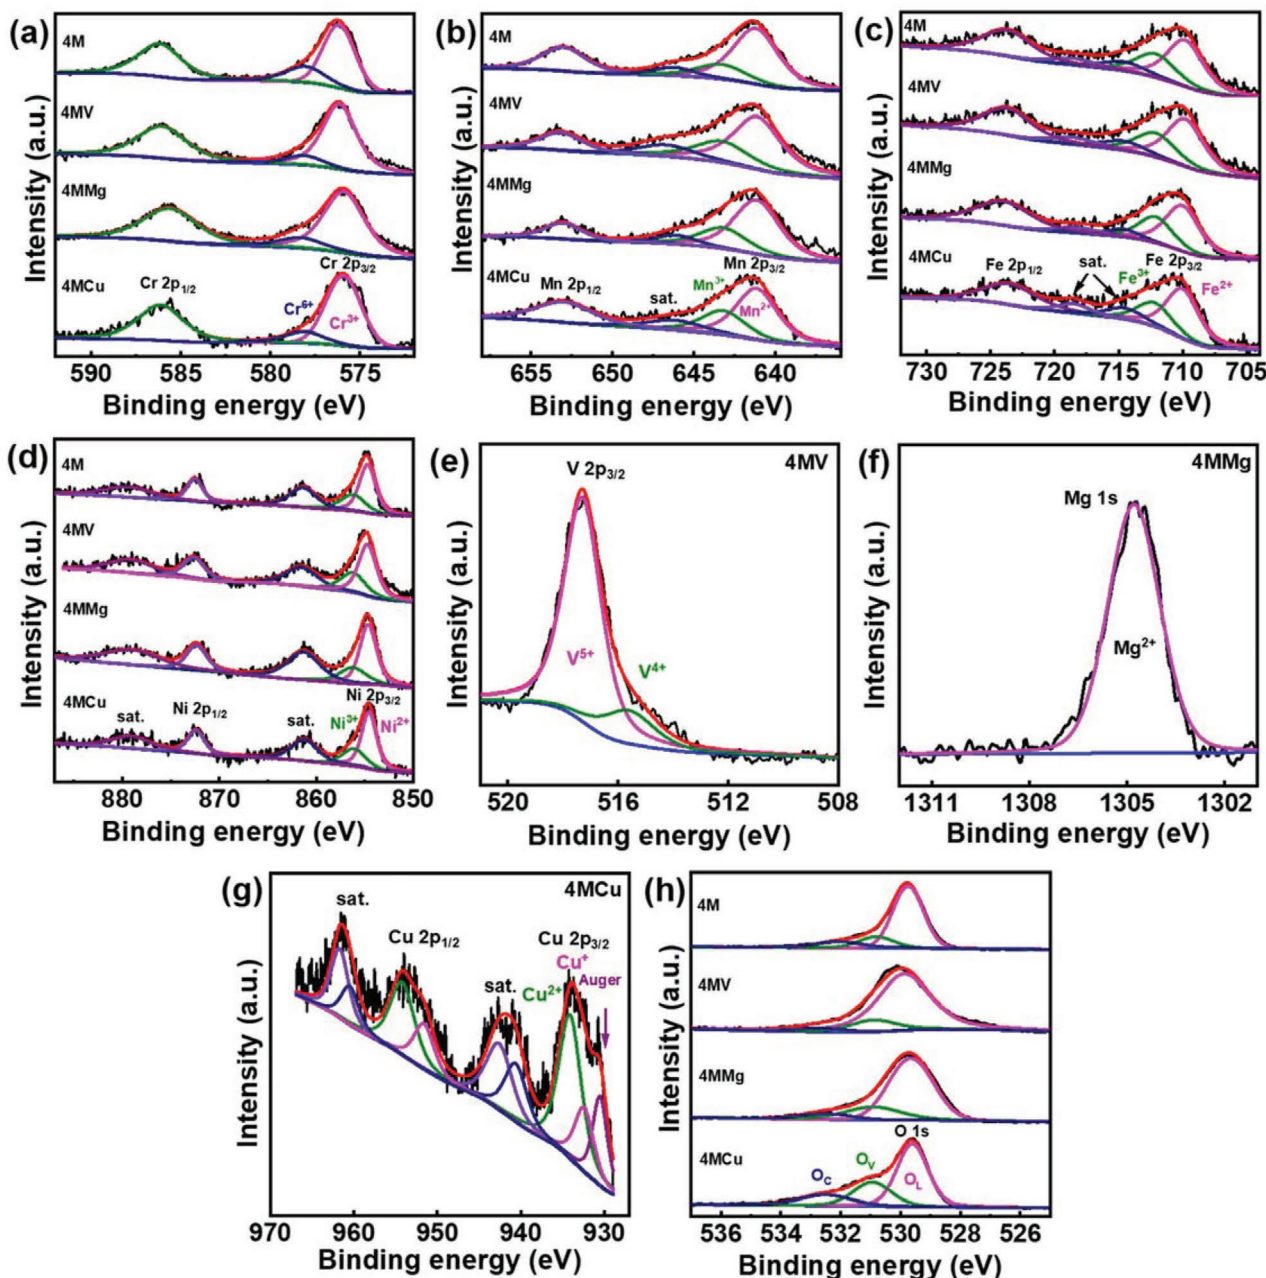 (a)
4M
4MV
4MMg
4MCu
Cr 2p1/2
Cr 2p3/2
Cr6+
Cr3+
590 585 580 575
Binding energy (eV)
Intensity (a.u.)
(b)
4M
4MV
4MMg
4MCu
Mn 2p1/2
sat.
Mn3+
Mn 2p3/2
Mn2+
655 650 645 640
Binding energy (eV)
Intensity (a.u.)
(c)
4M
4MV
4MMg
4MCu
Fe 2p1/2
sat.
Fe3+
Fe 2p3/2
Fe2+
730 725 720 715 710 705
Binding energy (eV)
Intensity (a.u.)
(d)
4M
4MV
4MMg
4MCu
sat.
Ni 2p1/2
sat.
Ni 2p3/2
Ni3+
Ni2+
880 870 860 850
Binding energy (eV)
Intensity (a.u.)
(e)
4MV
V 2p3/2
V5+
V4+
520 516 512 508
Binding energy (eV)
Intensity (a.u.)
(f)
4MMg
Mg 1s
Mg2+
1311 1308 1305 1302
Binding energy (eV)
Intensity (a.u.)
(g)
4MCu
sat.
Cu 2p1/2
sat.
Cu 2p3/2
Cu+
Cu2+
Auger
970 960 950 940 930
Binding energy (eV)
Intensity (a.u.)
(h)
4M
4MV
4MMg
4MCu
O 1s
OC
OV
OL
536 534 532 530 528 526
Binding energy (eV)
Intensity (a.u.)